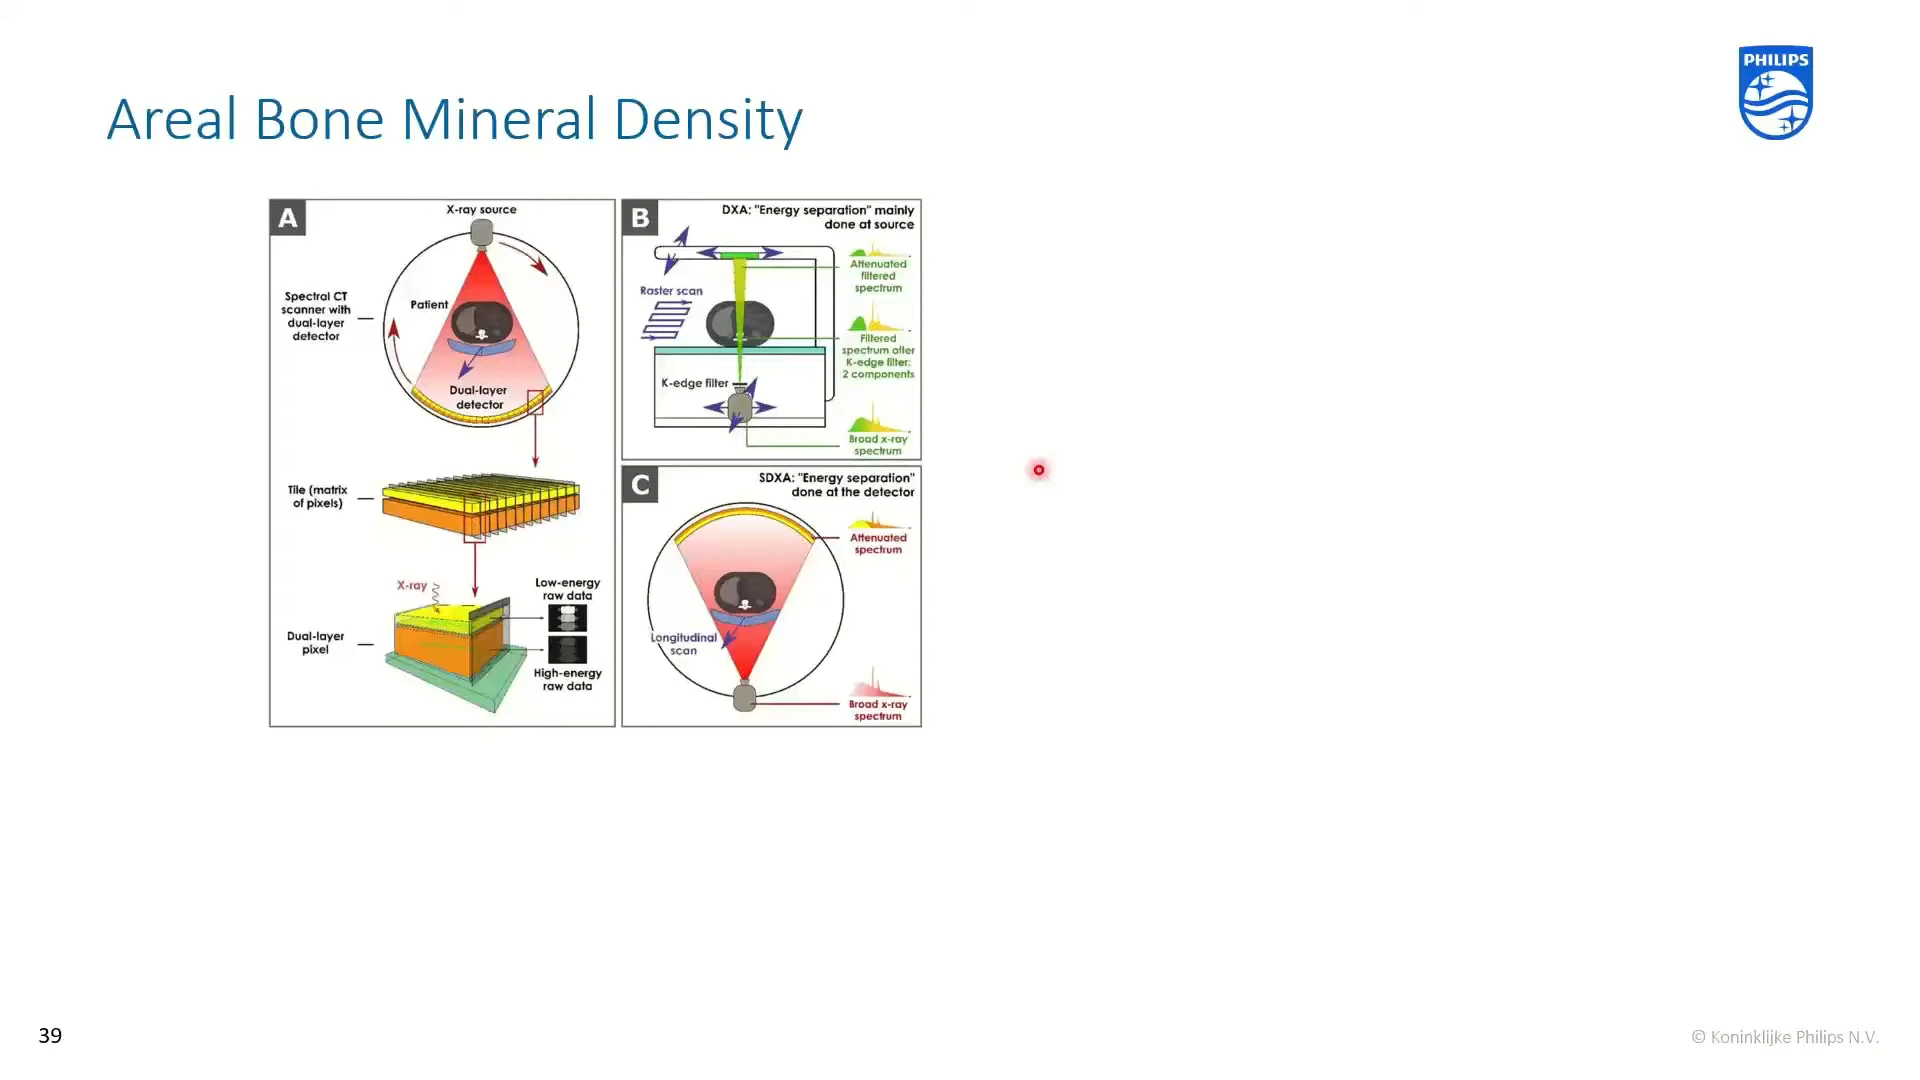 PHILIPS
Areal Bone Mineral Density
A
X-ray source
Spectral CT
scanner with
dual-layer
detector
Patient
Dual-layer
detector
Tile (matrix
of pixels)
X-ray
Low-energy
raw data
Dual-layer
pixel
High-energy
raw data
B
DXA: "Energy separation" mainly
done at source
Raster scan
Attenuated
filtered
spectrum
Filtered
spectrum after
K-edge filter:
2 components
K-edge filter
Broad x-ray
spectrum
C
SDXA: "Energy separation"
done at the detector
Attenuated
spectrum
Longitudinal
scan
Broad x-ray
spectrum
39
© Koninklijke Philips N.V.